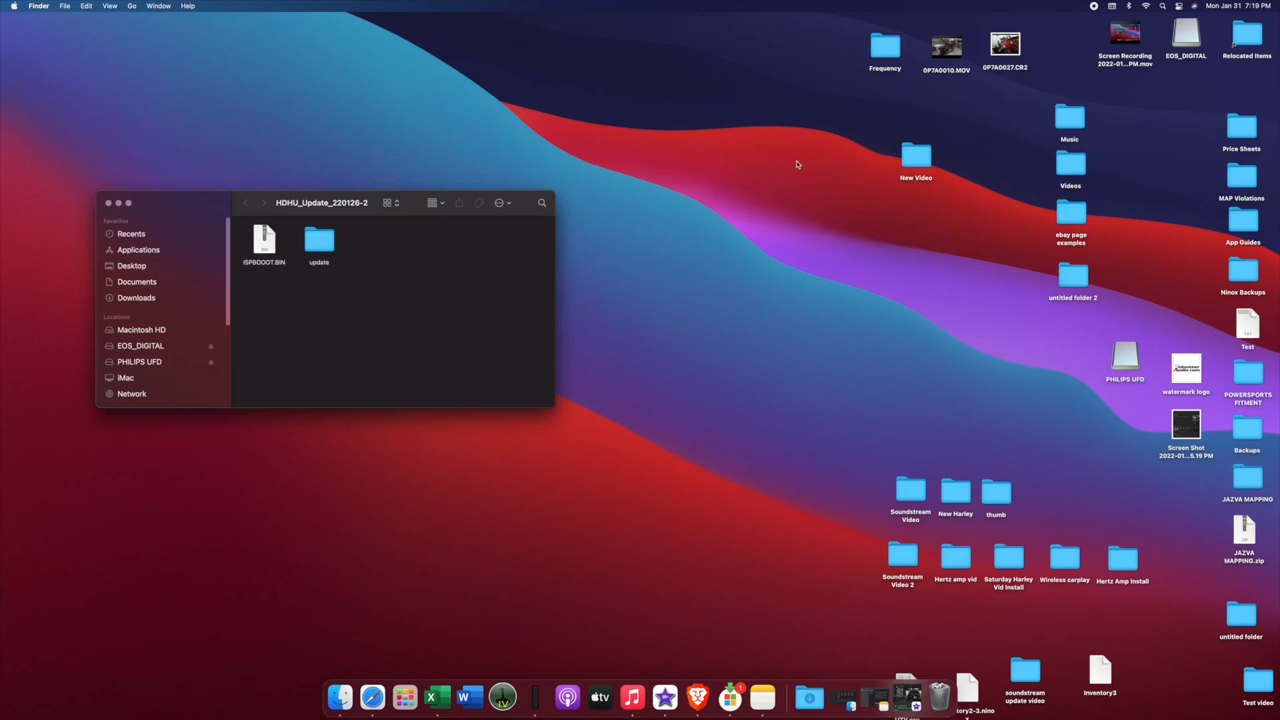 Finder File Edit View Go Window Help
Mon Jan 31 7:19 PM
Frequency
0P7A0010.MOV
0P7A0027.CR2
Screen Recording
2022-01...PM.mov
EOS_DIGITAL
Relocated Items
Music
Price Sheets
New Video
Videos
MAP Violations
ebay page
examples
App Guides
untitled folder 2
Ninox Backups
Test
PHILIPS UFD
watermark logo
POWERSPORTS
FITMENT
Screen Shot
2022-01...5.19 PM
Backups
HDHU_Update_220126-2
Favorites
Recents
Applications
Desktop
Documents
Downloads
Locations
Macintosh HD
EOS_DIGITAL
PHILIPS UFD
iMac
Network
ISPBOOOT.BIN
update
Soundstream
Video
New Harley
thumb
JAZVA MAPPING
Soundstream
Video 2
Hertz amp vid
Saturday Harley
Vid Install
Wireless carplay
Hertz Amp Install
JAZVA
MAPPING.zip
untitled folder
soundstream
update video
Inventory3
Test video
tv